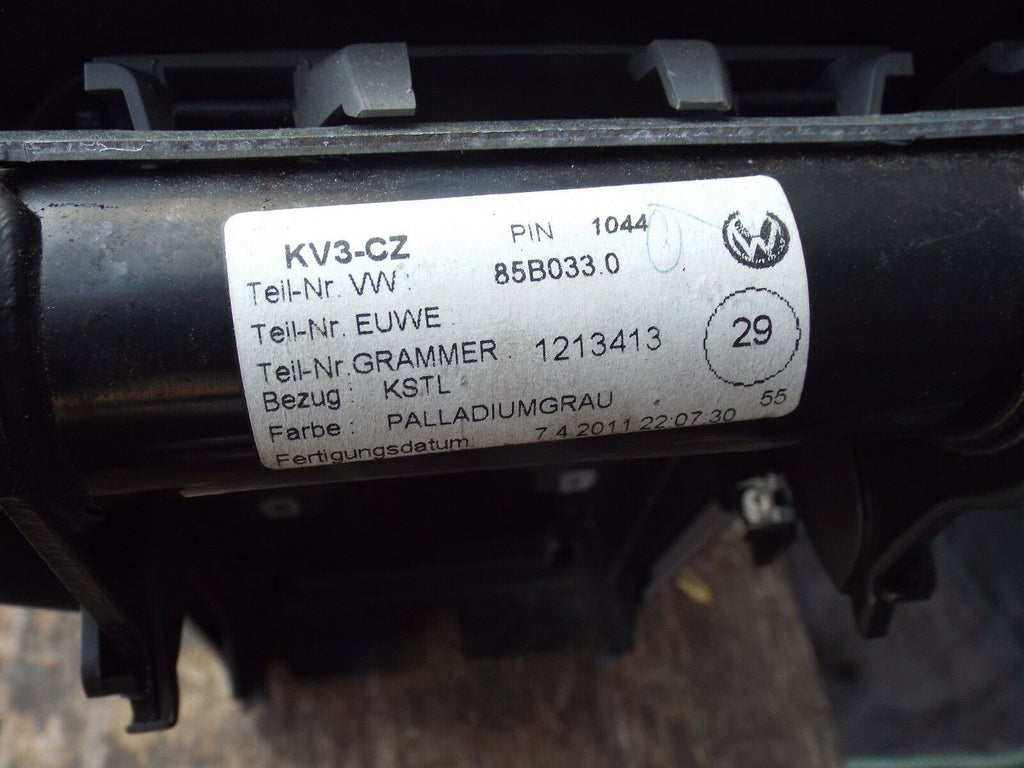 KV3-CZ PIN 1044
Teil-Nr. VW : 85B033.0
Teil-Nr. EUWE :
Teil-Nr. GRAMMER : 1213413
29
Bezug : KSTL
Farbe : PALLADIUMGRAU
Fertigungsdatum: 7.4.2011 22:07:30 55